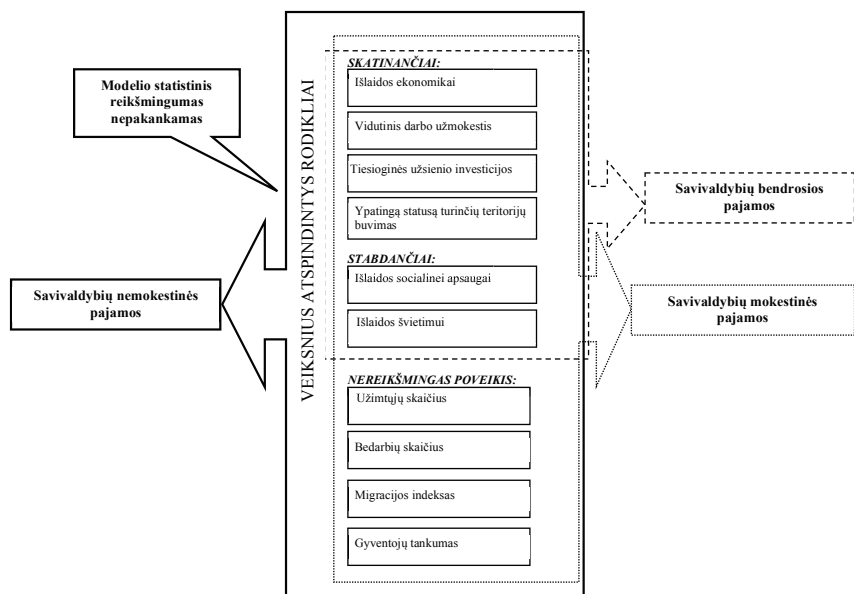 Modelio statistinis
reikšmingumas
nepakankamas
Savivaldybių nemokestinės
pajamos
VEIKSNIUS ATSPINDINTYS RODIKLIAI
SKATINANČIAI:
Išlaidos ekonomikai
Vidutinis darbo užmokestis
Tiesioginės užsienio investicijos
Ypatingą statusą turinčių teritorijų
buvimas
STABDANČIAI:
Išlaidos socialinei apsaugai
Išlaidos švietimui
NEREIKŠMINGAS POVEIKIS:
Užimtųjų skaičius
Bedarbių skaičius
Migracijos indeksas
Gyventojų tankumas
Savivaldybių bendrosios
pajamos
Savivaldybių mokestinės
pajamos